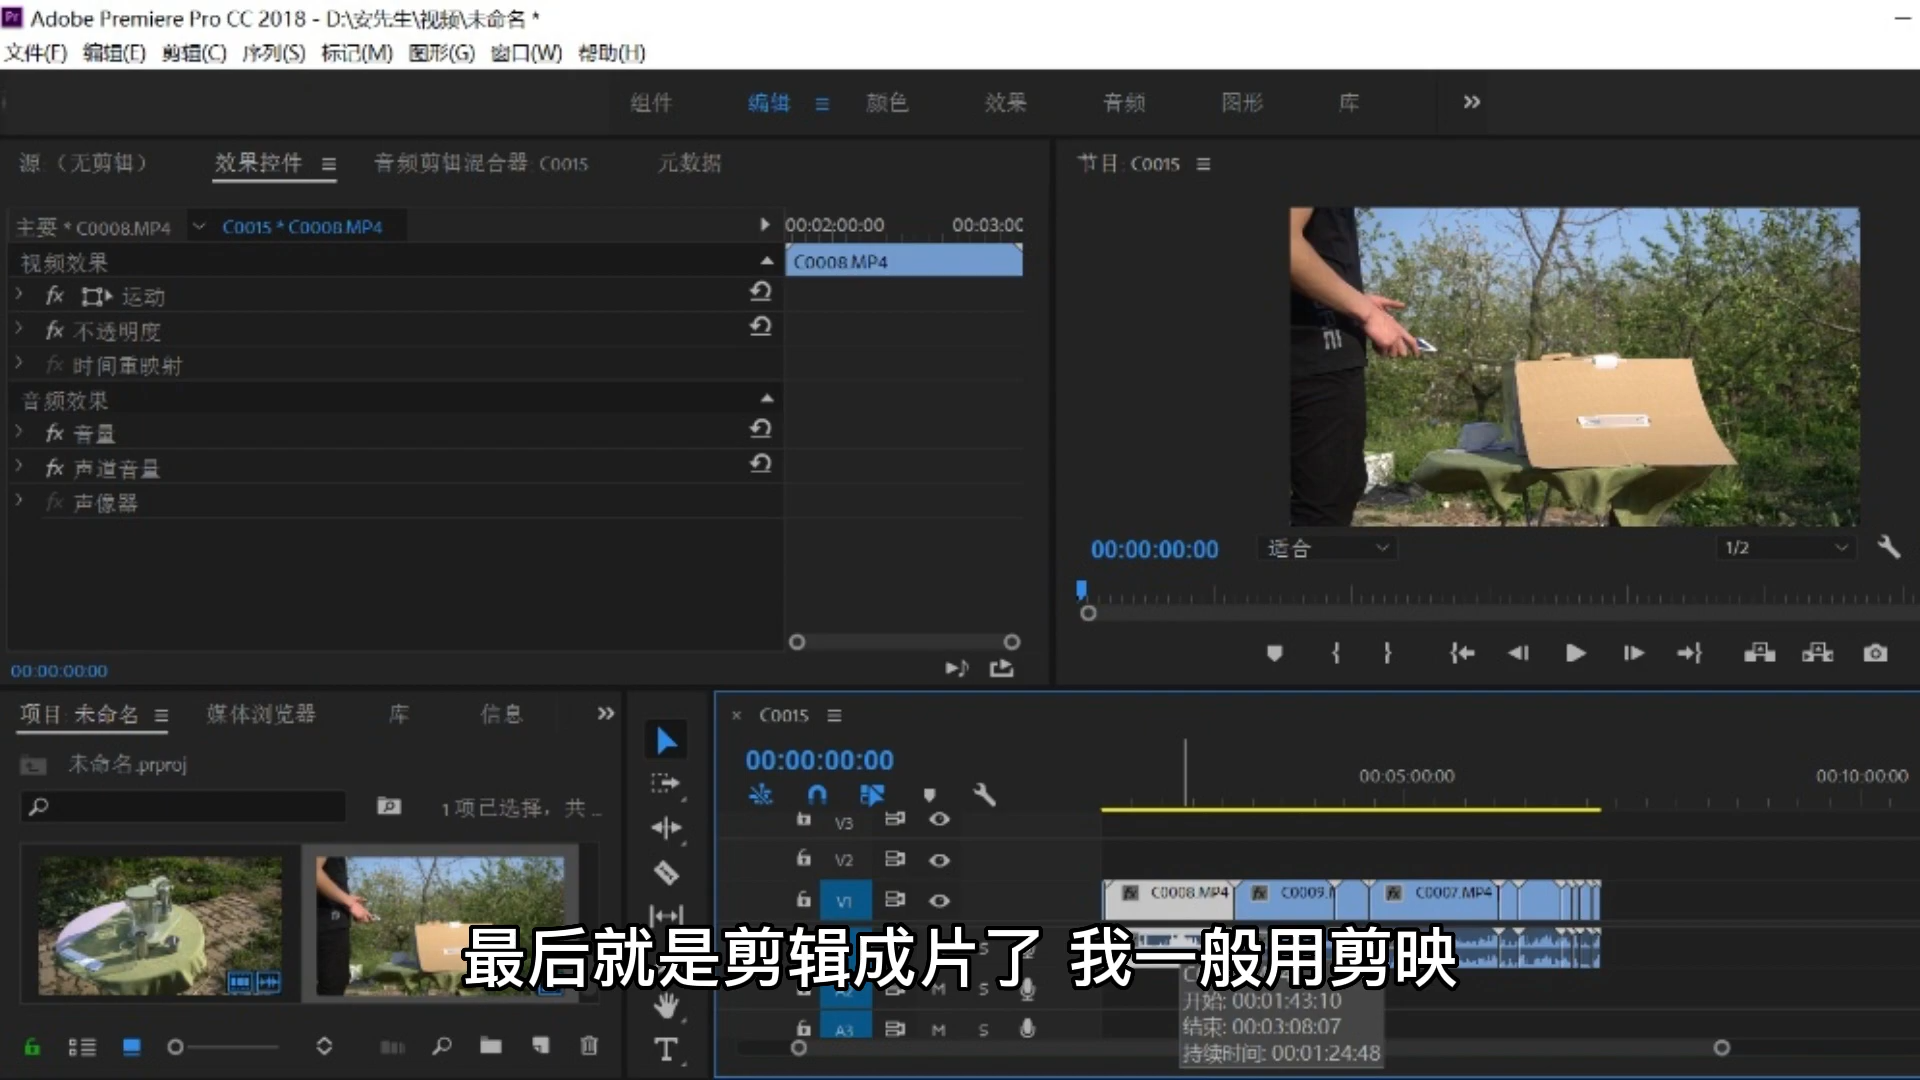 Adobe Premiere Pro CC 2018 - D:\安先生\视频\未命名 *
文件(F) 编辑(E) 剪辑(C) 序列(S) 标记(M) 图形(G) 窗口(W) 帮助(H)
组件 编辑 颜色 效果 音频 图形 库
源:（无剪辑） 效果控件 音频剪辑混合器: C0015 元数据
节目: C0015
主要 * C0008.MP4 C0015 * C0008.MP4
00:02:00:00 00:03:00
视频效果
C0008.MP4
fx 运动
fx 不透明度
fx 时间重映射
音频效果
fx 音量
fx 声道音量
fx 声像器
00:00:00:00 适合 1/2
00:00:00:00
项目: 未命名 媒体浏览器 库 信息
未命名.prproj
1 项已选择，共 ...
C0015
00:00:00:00
00:05:00:00 00:10:00:00
V3
V2
V1
C0008.MP4 C0009. C0007.MP4
S
A2 M S
A3 M S
最后就是剪辑成片了 我一般用剪映
开始: 00:01:43:10
结束: 00:03:08:07
持续时间: 00:01:24:48